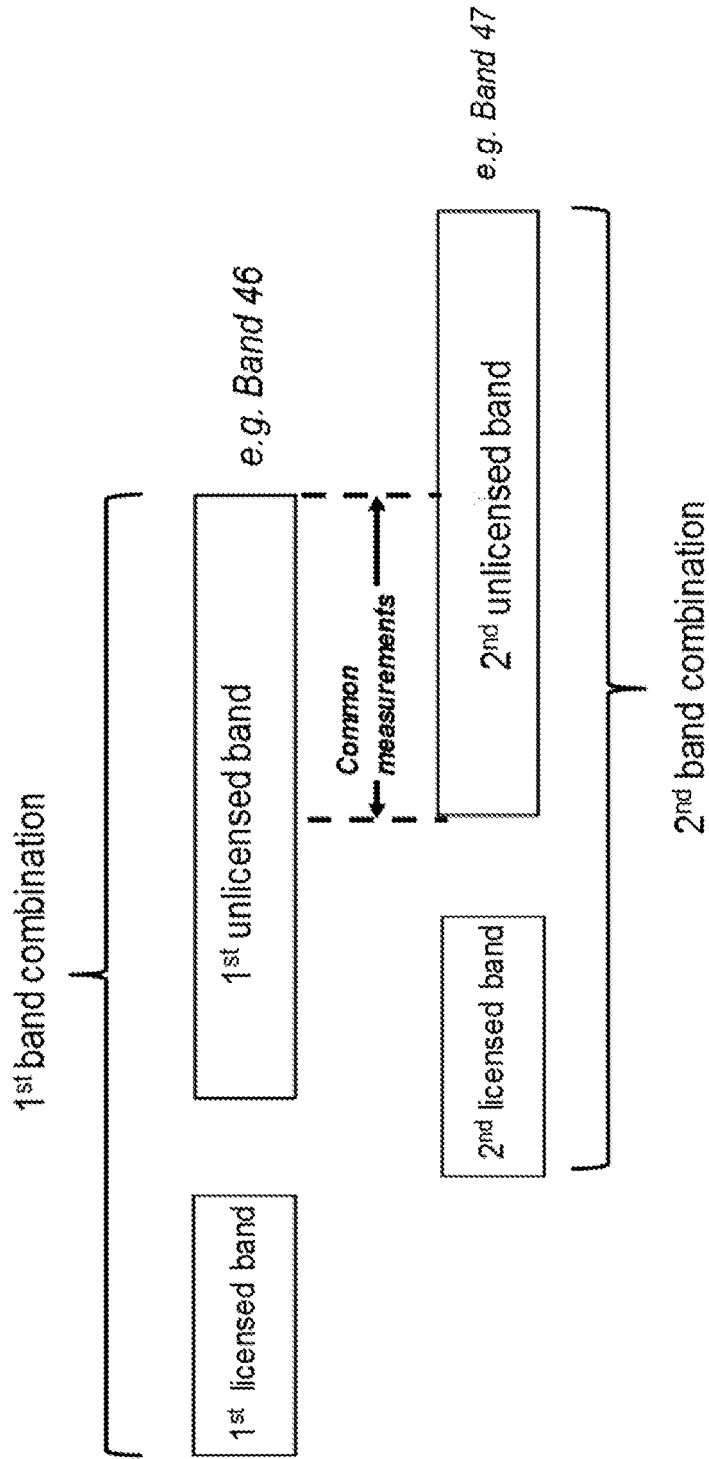 1st band combination
1st licensed band
1st unlicensed band
e.g. Band 46
Common
measurements
2nd licensed band
2nd unlicensed band
e.g. Band 47
2nd band combination